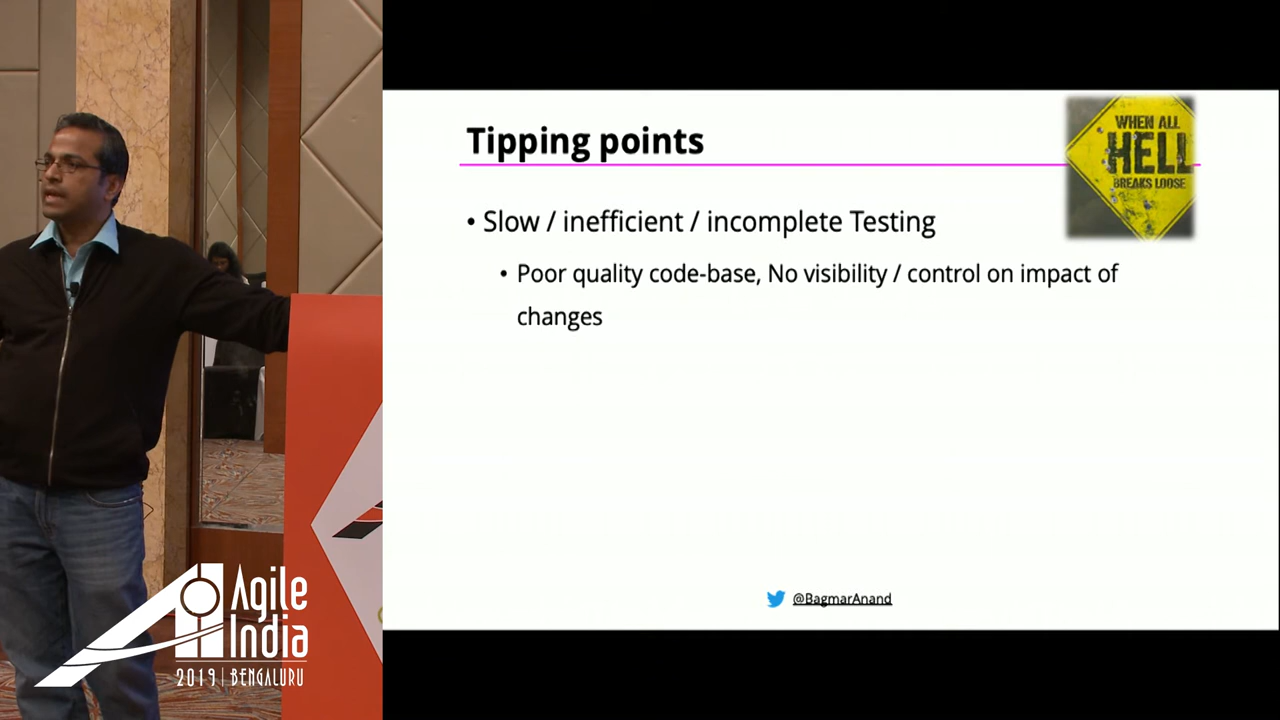 Tipping points
WHEN ALL
HELL
BREAKS LOOSE
• Slow / inefficient / incomplete Testing
• Poor quality code-base, No visibility / control on impact of
changes
@BagmarAnand
Agile
India
2019 | BENGALURU